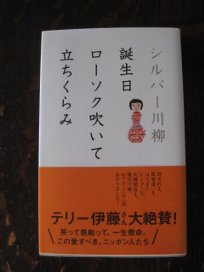 シルバー川柳
誕生日
ローソク吹いて
立ちくらみ
テリー伊藤さん大絶賛!
笑って愚痴って、一生懸命。
この愛すべき、ニッポン人たち